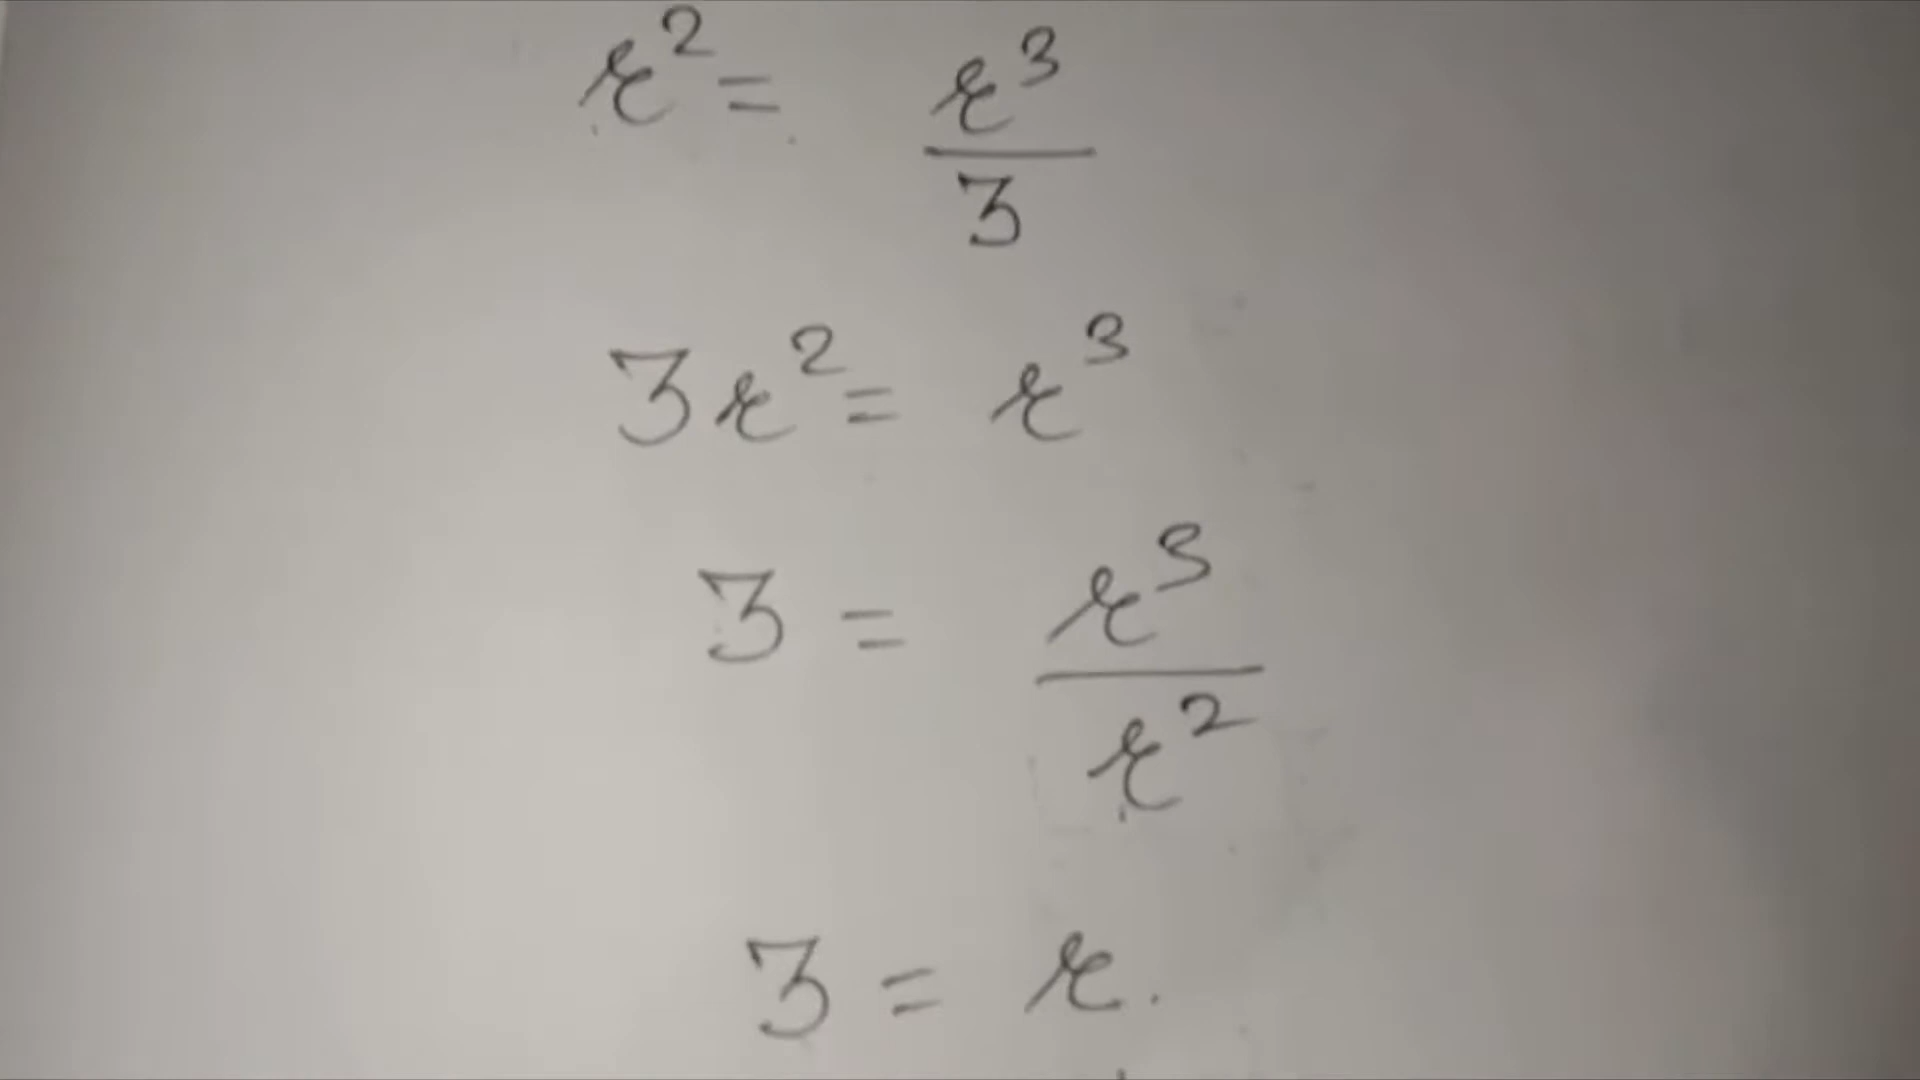 r² = r³/3
3r² = r³
3 = r³/r²
3 = r.